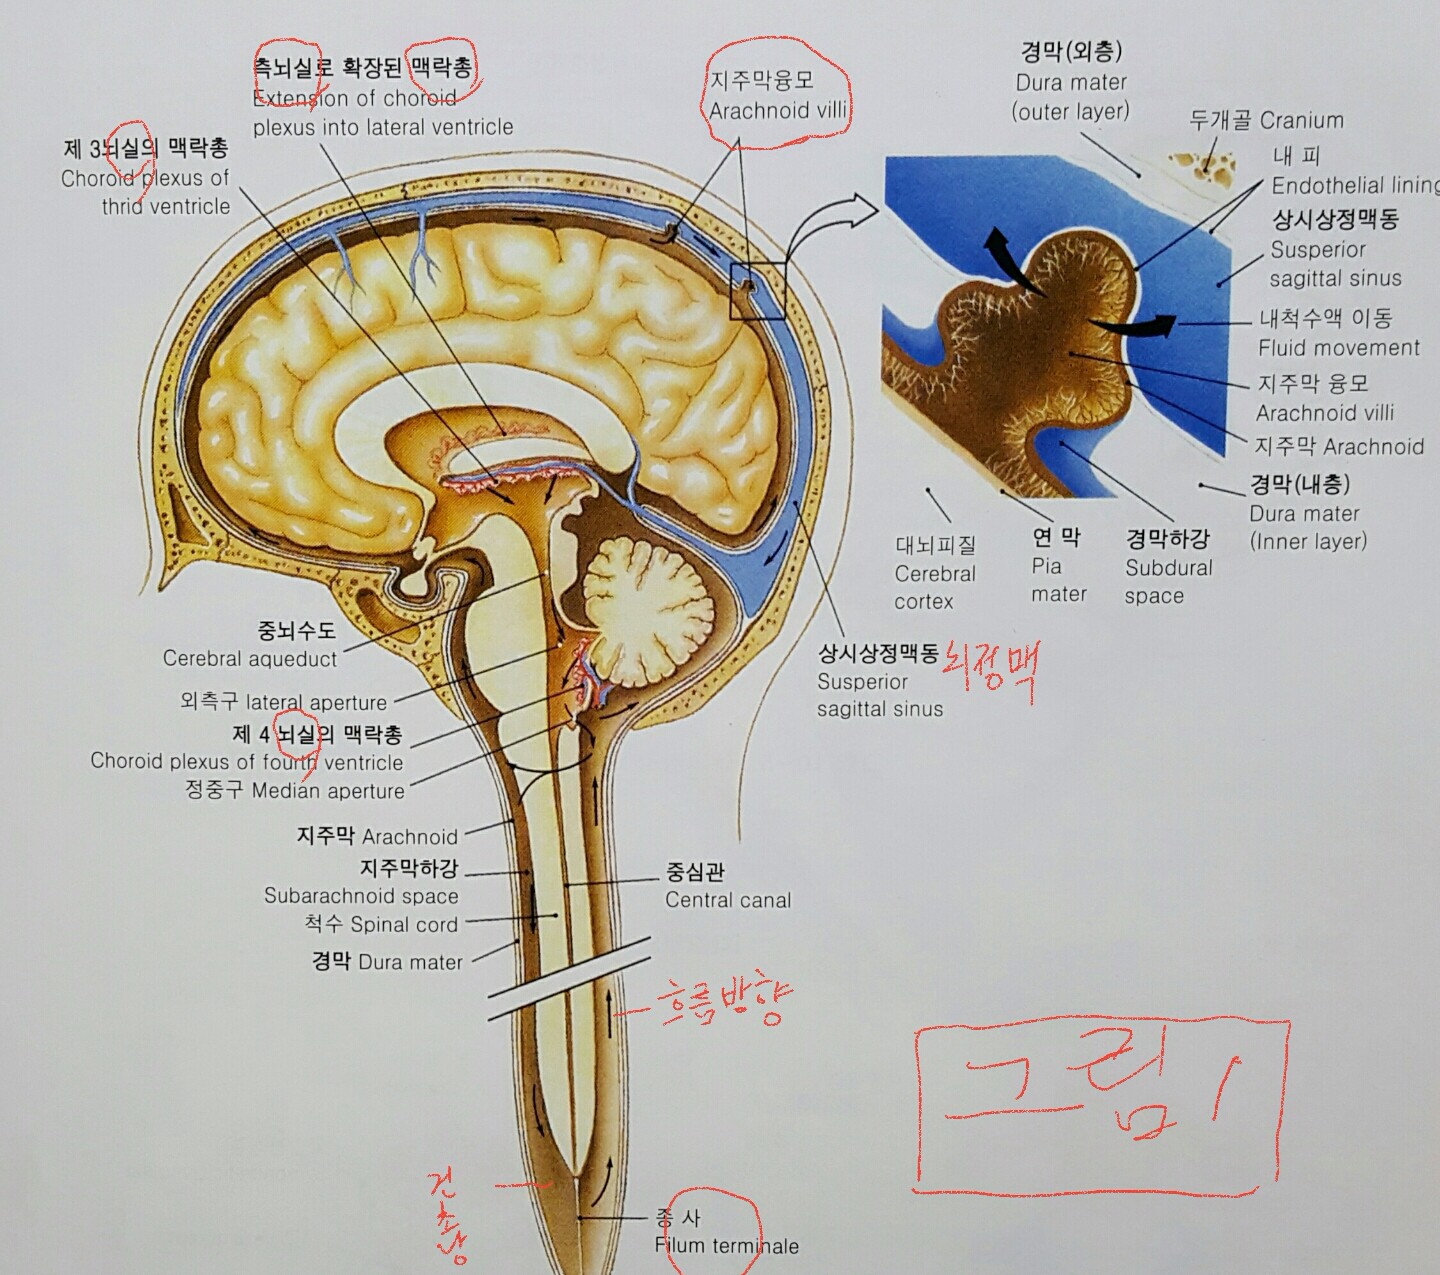 측뇌실로 확장된 맥락총
Extension of choroid
plexus into lateral ventricle
제 3뇌실의 맥락총
Choroid plexus of
thrid ventricle
지주막융모
Arachnoid villi
경막(외층)
Dura mater
(outer layer)
두개골 Cranium
내 피
Endothelial lining
상시상정맥동
Susperior
sagittal sinus
내척수액 이동
Fluid movement
지주막 융모
Arachnoid villi
지주막 Arachnoid
경막(내층)
Dura mater
(Inner layer)
대뇌피질
Cerebral
cortex
연 막
Pia
mater
경막하강
Subdural
space
중뇌수도
Cerebral aqueduct
외측구 lateral aperture
제 4 뇌실의 맥락총
Choroid plexus of fourth ventricle
정중구 Median aperture
상시상정맥동 뇌정맥
Susperior
sagittal sinus
지주막 Arachnoid
지주막하강
Subarachnoid space
척수 Spinal cord
경막 Dura mater
중심관
Central canal
흐름방향
그림 1
종 사
Filum terminale